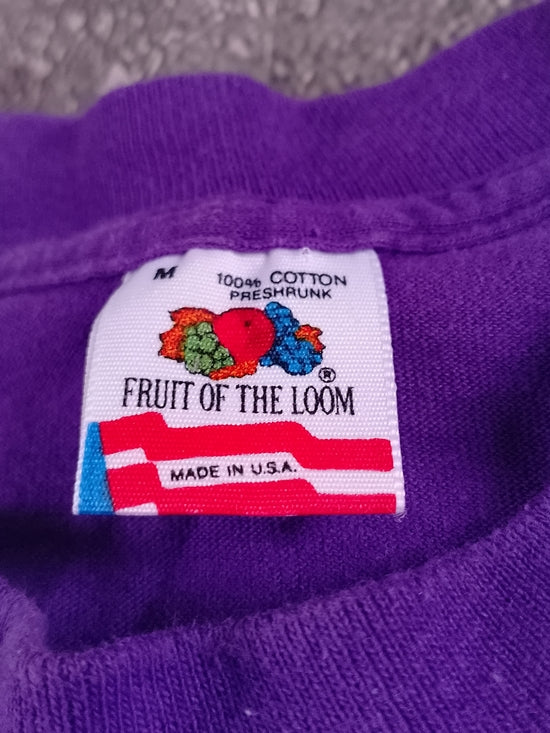 M
100% COTTON
PRESHRUNK
®
FRUIT OF THE LOOM
MADE IN U.S.A.